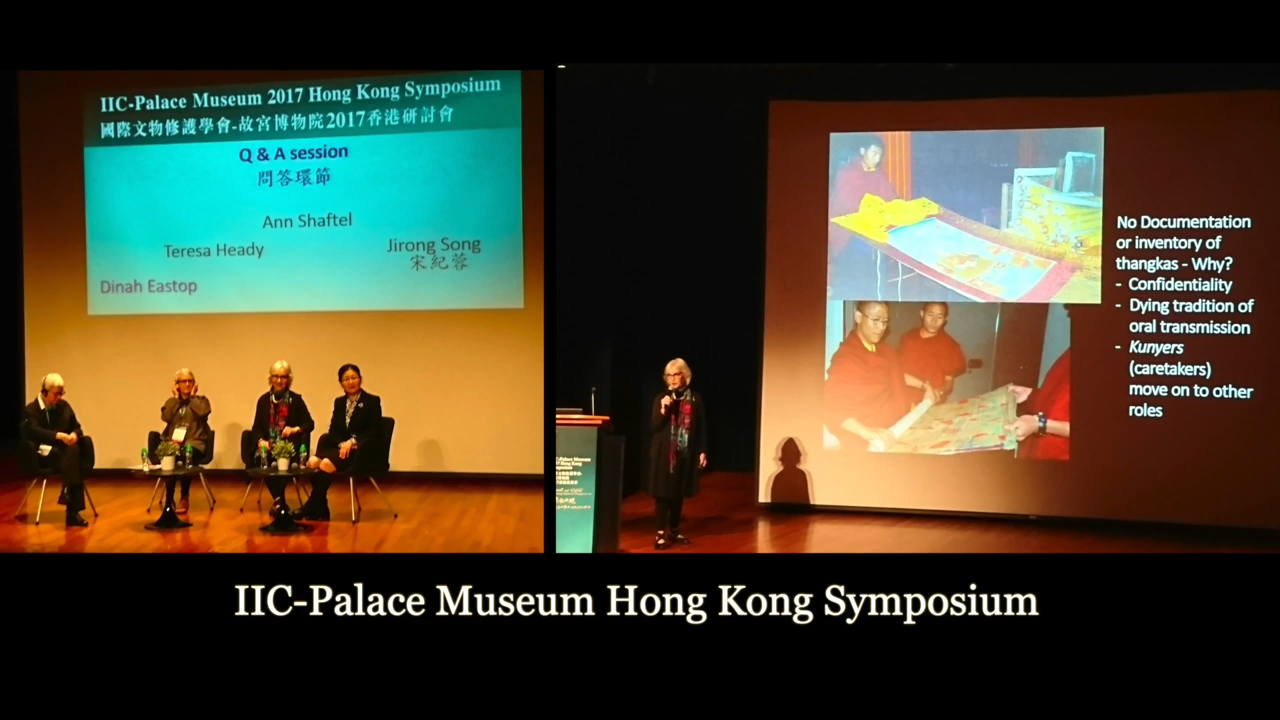 IIC-Palace Museum 2017 Hong Kong Symposium
國際文物修護學會-故宮博物院2017香港研討會
Q & A session
問答環節
Ann Shaftel
Teresa Heady
Jirong Song
宋紀蓉
Dinah Eastop
No Documentation
or inventory of
thangkas - Why?
- Confidentiality
- Dying tradition of
oral transmission
- Kunyers
(caretakers)
move on to other
roles
IIC-Palace Museum Hong Kong Symposium